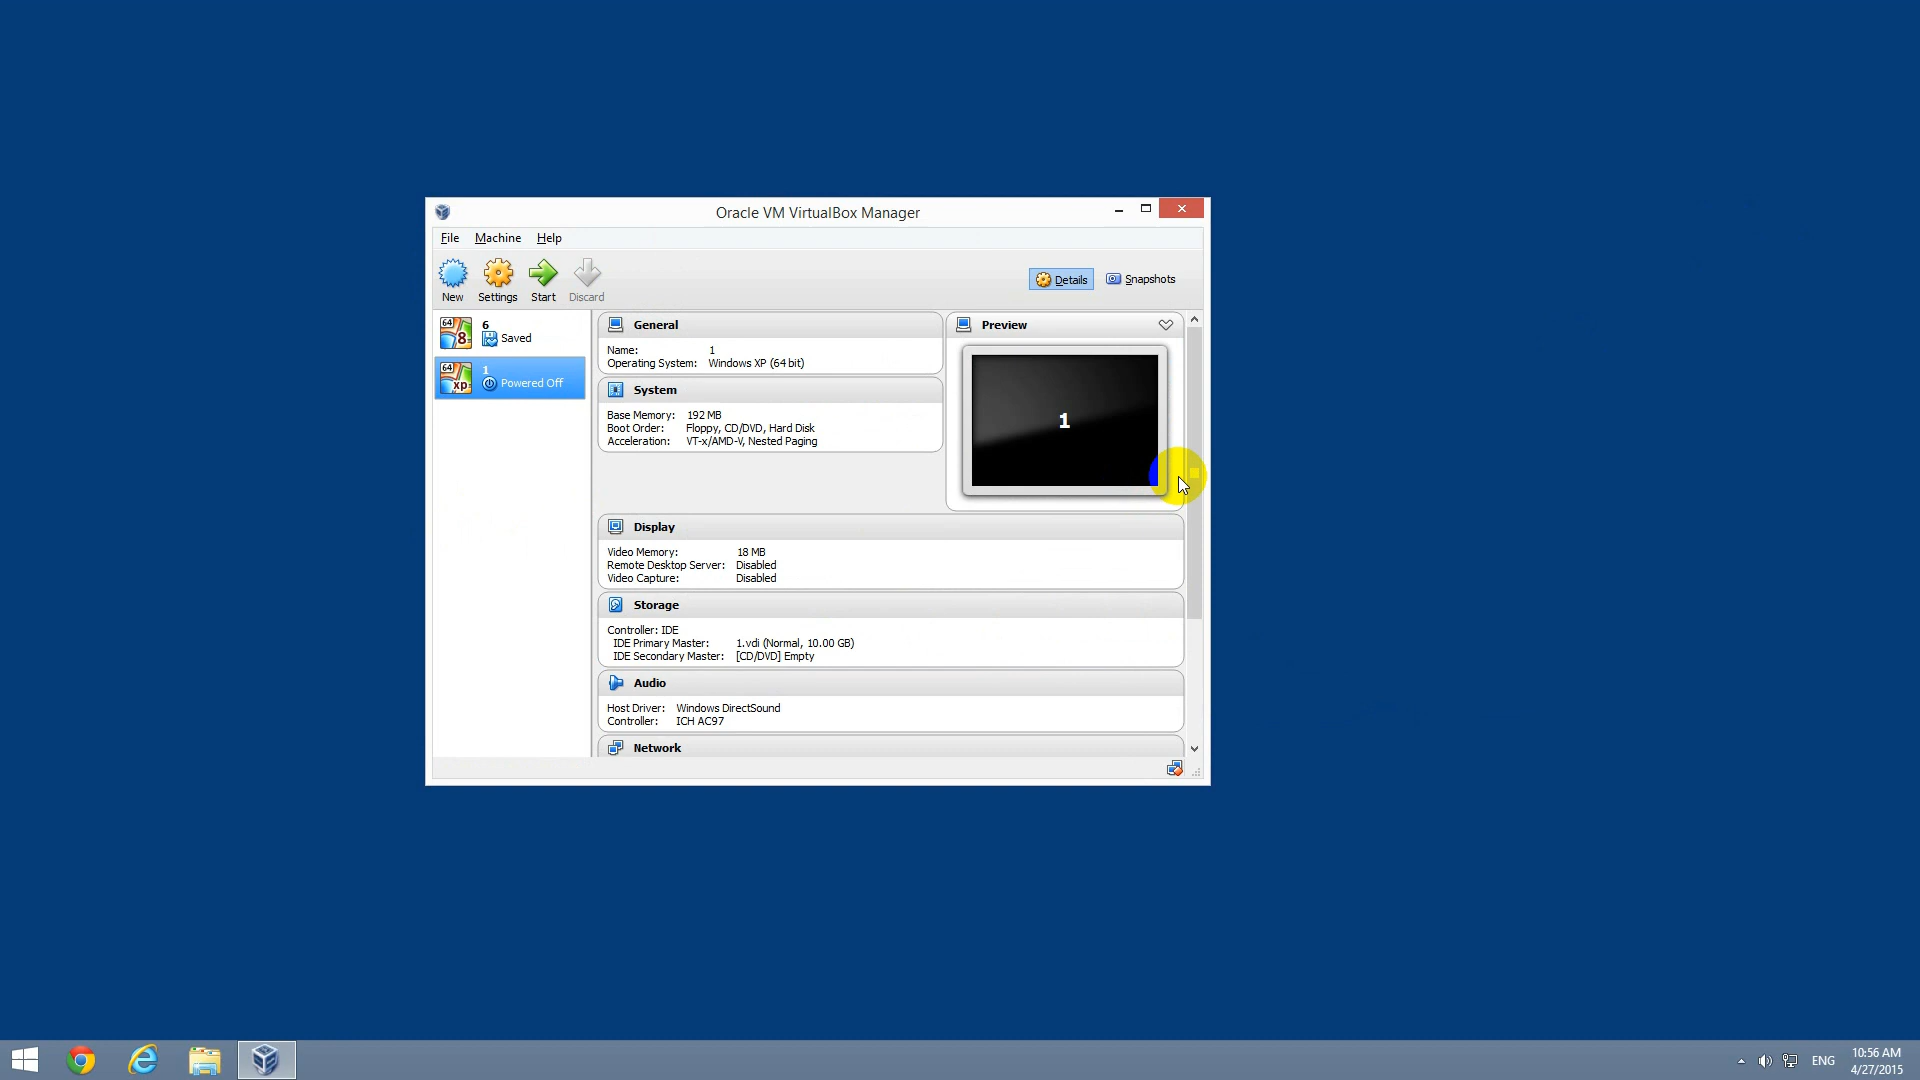 Oracle VM VirtualBox Manager
File Machine Help
New Settings Start Discard
Details Snapshots
64 8 6
Saved
64 xp 1
Powered Off
General
Name: 1
Operating System: Windows XP (64 bit)
System
Base Memory: 192 MB
Boot Order: Floppy, CD/DVD, Hard Disk
Acceleration: VT-x/AMD-V, Nested Paging
Preview
1
Display
Video Memory: 18 MB
Remote Desktop Server: Disabled
Video Capture: Disabled
Storage
Controller: IDE
IDE Primary Master: 1.vdi (Normal, 10.00 GB)
IDE Secondary Master: [CD/DVD] Empty
Audio
Host Driver: Windows DirectSound
Controller: ICH AC97
Network
ENG
10:56 AM
4/27/2015